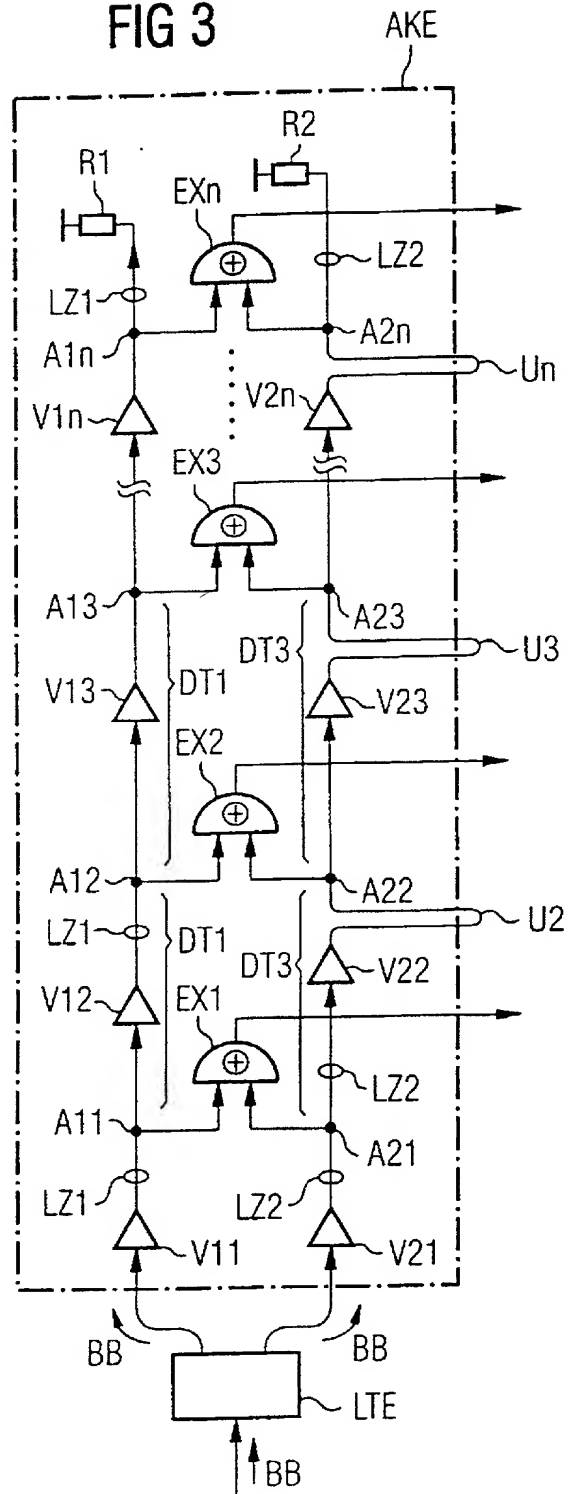 FIG 3
AKE
R1
R2
EXn
LZ1
LZ2
A1n
A2n
Un
V1n
V2n
EX3
A13
A23
U3
DT1
DT3
V13
V23
EX2
A12
A22
U2
LZ1
DT1
DT3
V22
V12
EX1
LZ2
A11
A21
LZ1
LZ2
V11
V21
BB
BB
LTE
BB